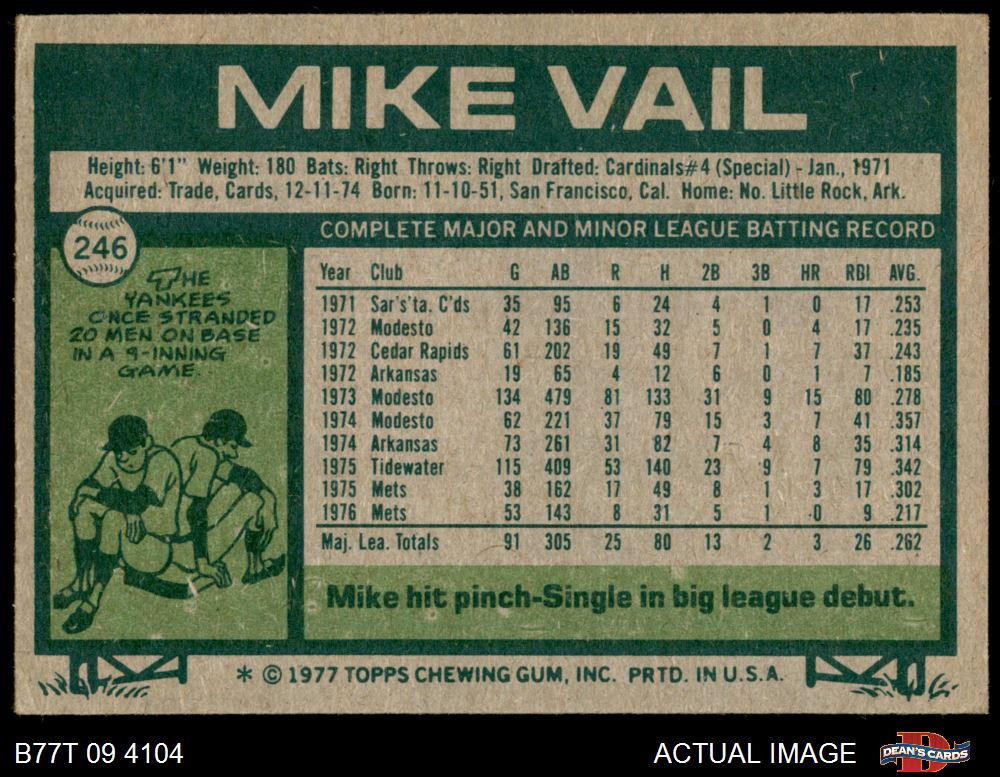 MIKE VAIL
Height: 6'1" Weight: 180 Bats: Right Throws: Right Drafted: Cardinals#4 (Special) - Jan., 1971
Acquired: Trade, Cards, 12-11-74 Born: 11-10-51, San Francisco, Cal. Home: No. Little Rock, Ark.
246
THE
YANKEES
ONCE STRANDED
20 MEN ON BASE
IN A 9-INNING
GAME.
COMPLETE MAJOR AND MINOR LEAGUE BATTING RECORD
Year Club G AB R H 2B 3B HR RBI AVG.
1971 Sar's'ta. C'ds 35 95 6 24 4 1 0 17 .253
1972 Modesto 42 136 15 32 5 0 4 17 .235
1972 Cedar Rapids 61 202 19 49 7 1 7 37 .243
1972 Arkansas 19 65 4 12 6 0 1 7 .185
1973 Modesto 134 479 81 133 31 9 15 80 .278
1974 Modesto 62 221 37 79 15 3 7 41 .357
1974 Arkansas 73 261 31 82 7 4 8 35 .314
1975 Tidewater 115 409 53 140 23 9 7 79 .342
1975 Mets 38 162 17 49 8 1 3 17 .302
1976 Mets 53 143 8 31 5 1 0 9 .217
Maj. Lea. Totals 91 305 25 80 13 2 3 26 .262
Mike hit pinch-Single in big league debut.
* © 1977 TOPPS CHEWING GUM, INC. PRTD. IN U.S.A.
B77T 09 4104
ACTUAL IMAGE
D
DEAN'S CARDS